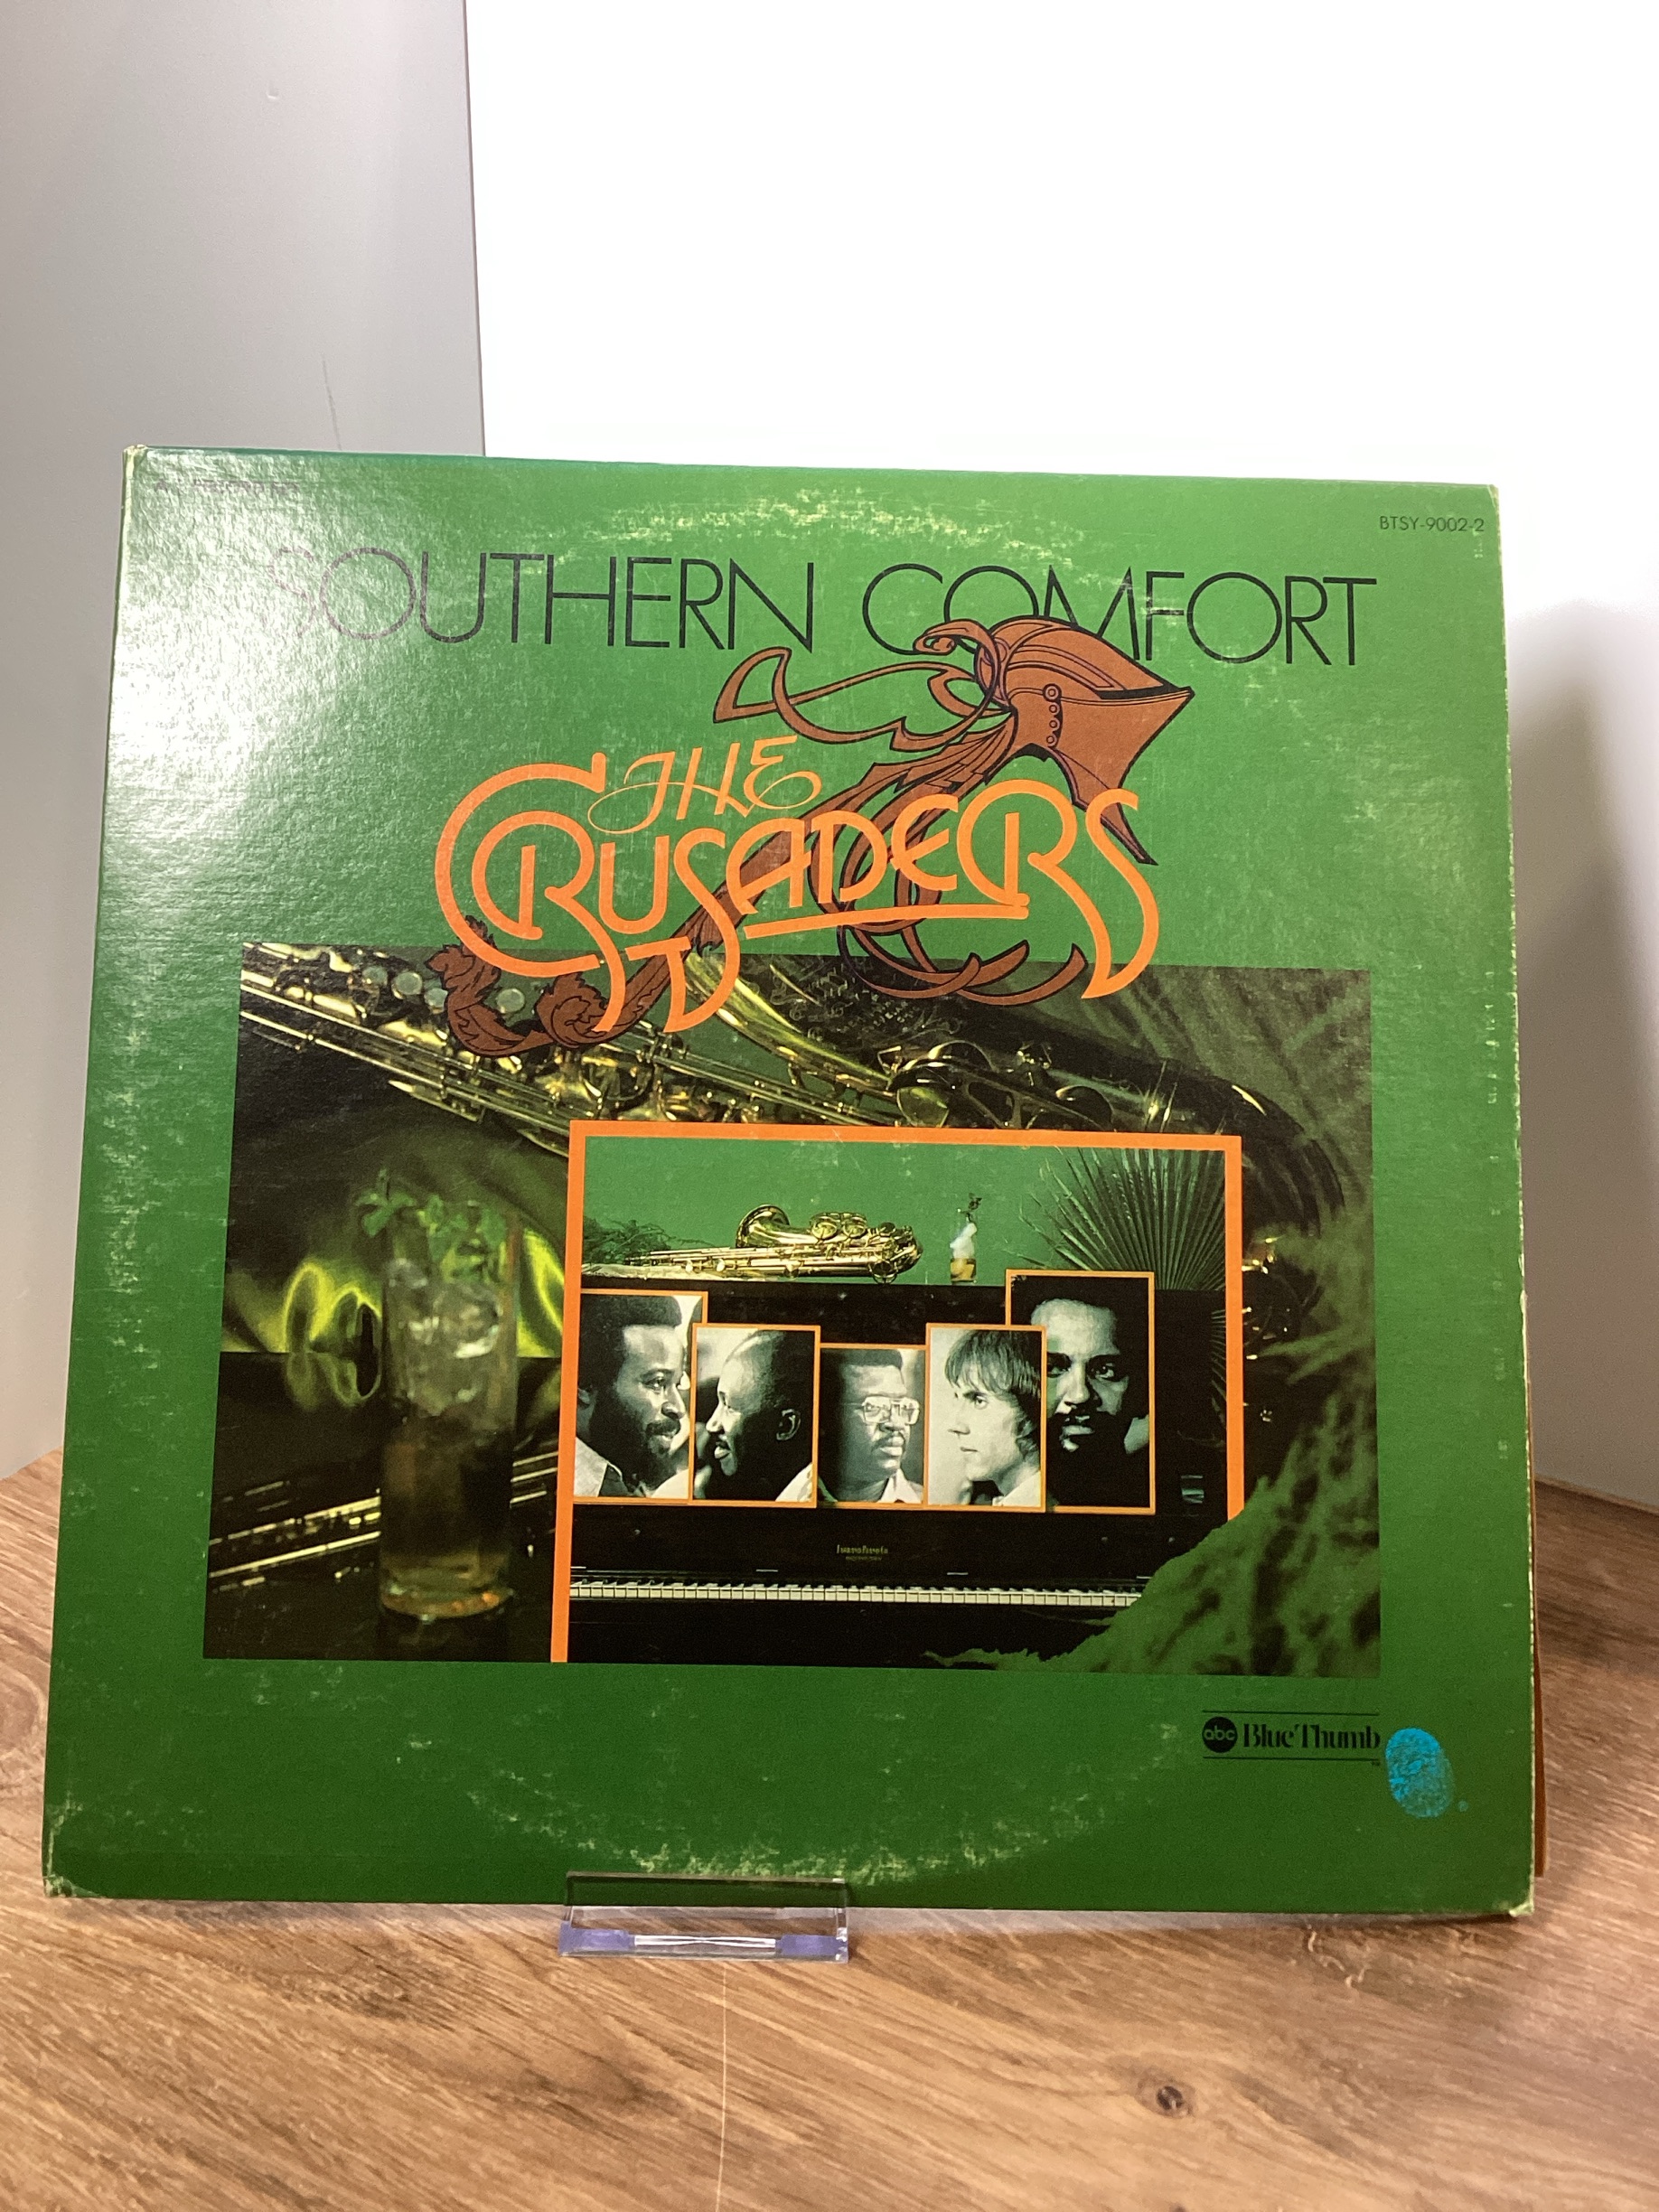 BTSY-9002-2
SOUTHERN COMFORT
THE
CRUSADERS
abc Blue Thumb